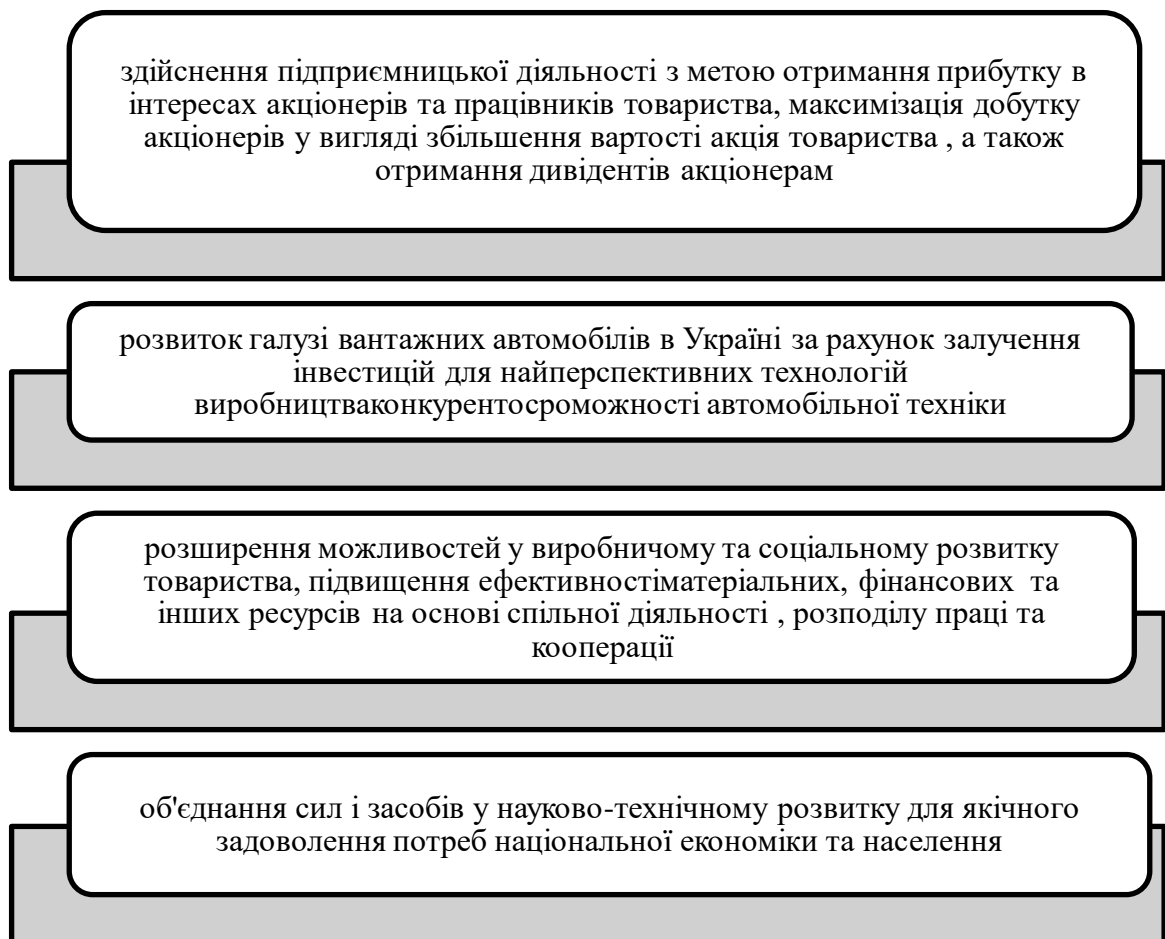 здійснення підприємницької діяльності з метою отримання прибутку в
інтересах акціонерів та працівників товариства, максимізація добутку
акціонерів у вигляді збільшення вартості акція товариства , а також
отримання дивідентів акціонерам
розвиток галузі вантажних автомобілів в Україні за рахунок залучення
інвестицій для найперспективних технологій
виробництваконкурентосроможності автомобільної техніки
розширення можливостей у виробничому та соціальному розвитку
товариства, підвищення ефективностіматеріальних, фінансових та
інших ресурсів на основі спільної діяльності , розподілу праці та
кооперації
об'єднання сил і засобів у науково-технічному розвитку для якічного
задоволення потреб національної економіки та населення